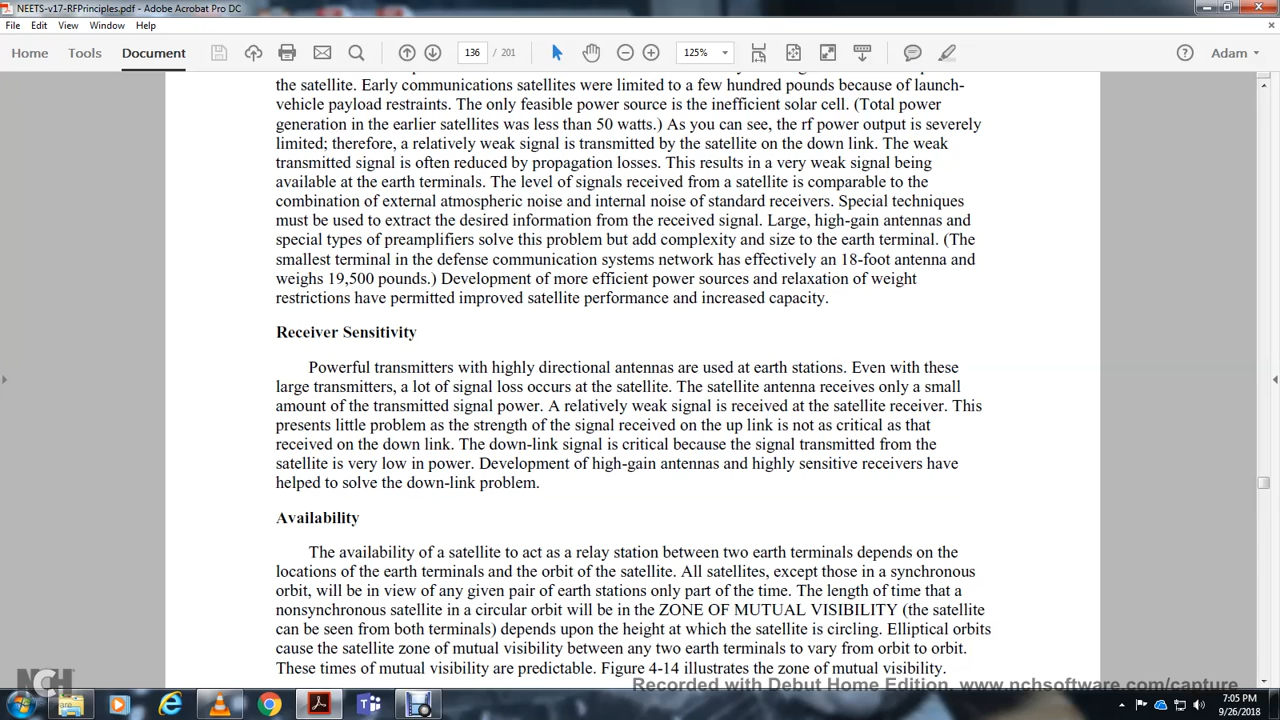 NEETS-v17-RFPrinciples.pdf - Adobe Acrobat Pro DC
File Edit View Window Help
Home Tools Document 136 / 201 125% Adam
the satellite. Early communications satellites were limited to a few hundred pounds because of launch-
vehicle payload restraints. The only feasible power source is the inefficient solar cell. (Total power
generation in the earlier satellites was less than 50 watts.) As you can see, the rf power output is severely
limited; therefore, a relatively weak signal is transmitted by the satellite on the down link. The weak
transmitted signal is often reduced by propagation losses. This results in a very weak signal being
available at the earth terminals. The level of signals received from a satellite is comparable to the
combination of external atmospheric noise and internal noise of standard receivers. Special techniques
must be used to extract the desired information from the received signal. Large, high-gain antennas and
special types of preamplifiers solve this problem but add complexity and size to the earth terminal. (The
smallest terminal in the defense communication systems network has effectively an 18-foot antenna and
weighs 19,500 pounds.) Development of more efficient power sources and relaxation of weight
restrictions have permitted improved satellite performance and increased capacity.
Receiver Sensitivity
Powerful transmitters with highly directional antennas are used at earth stations. Even with these
large transmitters, a lot of signal loss occurs at the satellite. The satellite antenna receives only a small
amount of the transmitted signal power. A relatively weak signal is received at the satellite receiver. This
presents little problem as the strength of the signal received on the up link is not as critical as that
received on the down link. The down-link signal is critical because the signal transmitted from the
satellite is very low in power. Development of high-gain antennas and highly sensitive receivers have
helped to solve the down-link problem.
Availability
The availability of a satellite to act as a relay station between two earth terminals depends on the
locations of the earth terminals and the orbit of the satellite. All satellites, except those in a synchronous
orbit, will be in view of any given pair of earth stations only part of the time. The length of time that a
nonsynchronous satellite in a circular orbit will be in the ZONE OF MUTUAL VISIBILITY (the satellite
can be seen from both terminals) depends upon the height at which the satellite is circling. Elliptical orbits
cause the satellite zone of mutual visibility between any two earth terminals to vary from orbit to orbit.
These times of mutual visibility are predictable. Figure 4-14 illustrates the zone of mutual visibility.
NCH
Recorded with Debut Home Edition. www.nchsoftware.com/capture
7:05 PM
9/26/2018